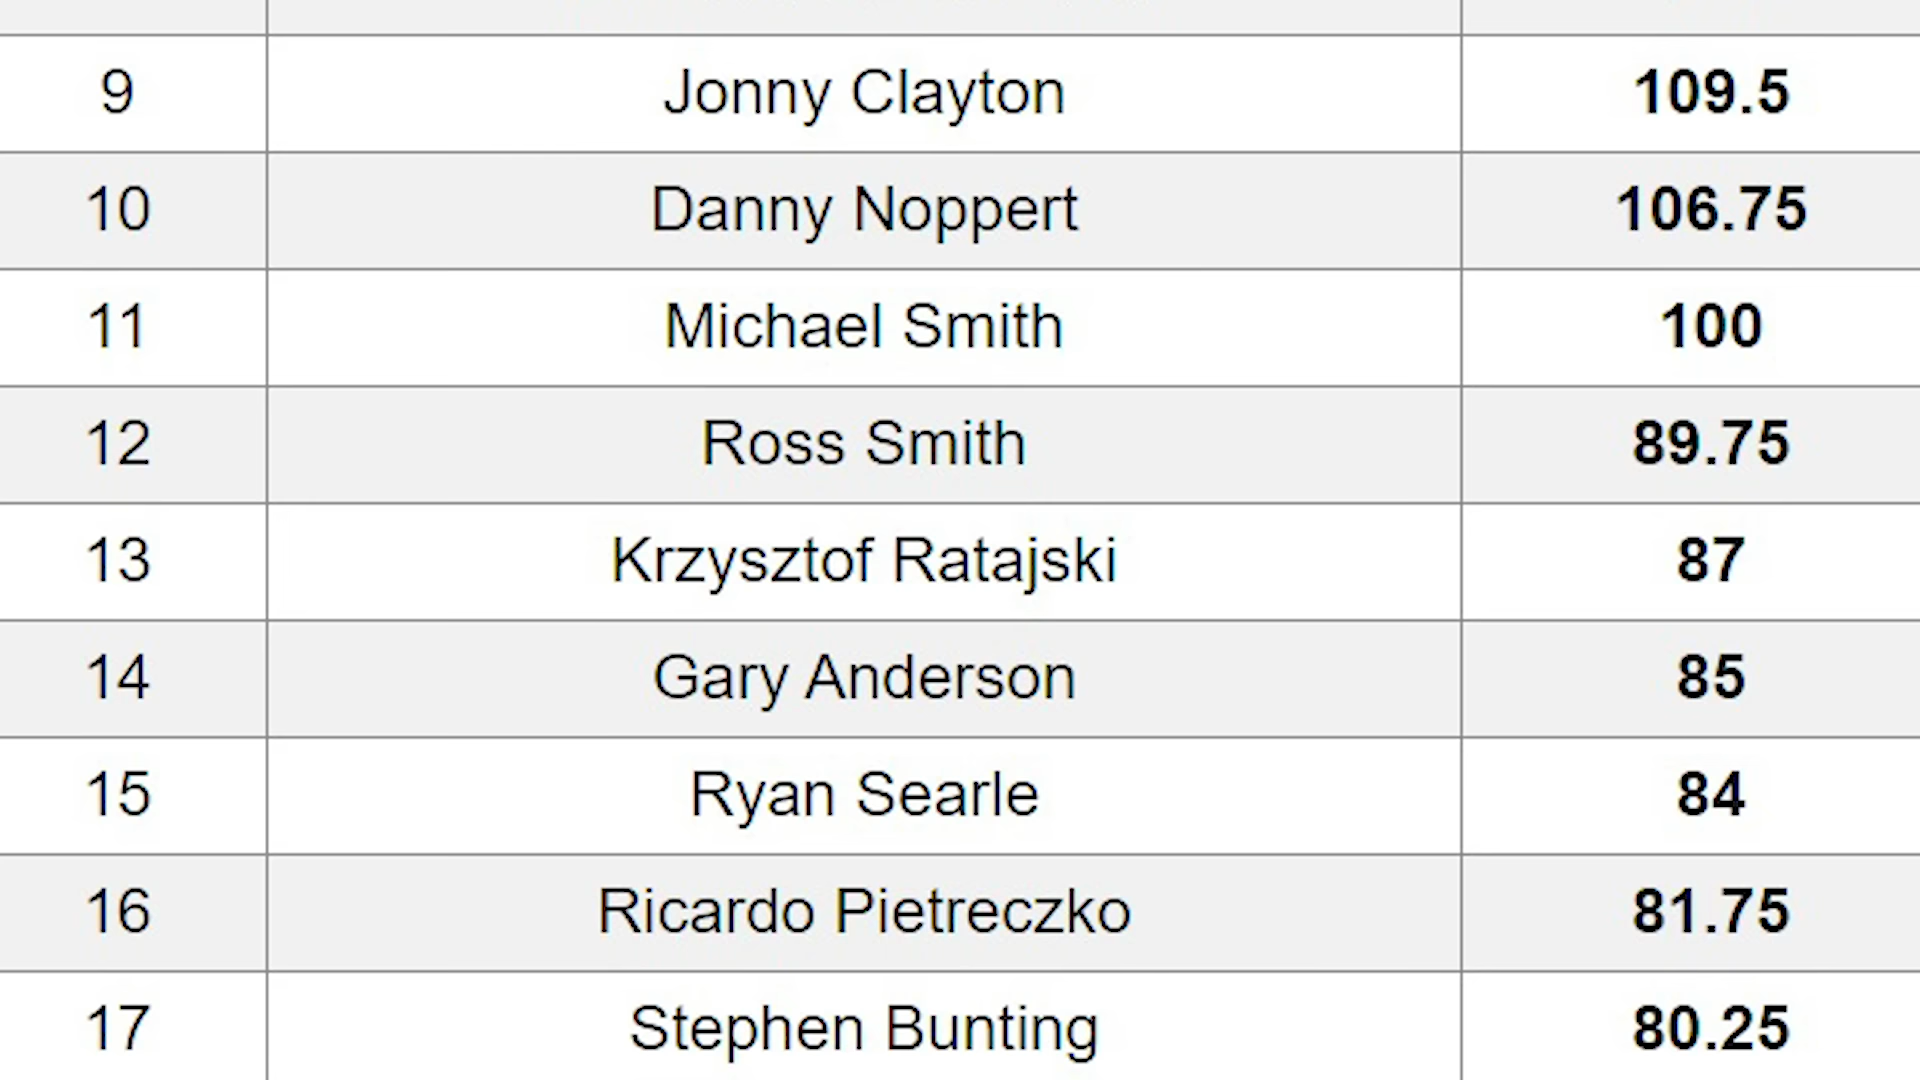 9 Jonny Clayton 109.5
10 Danny Noppert 106.75
11 Michael Smith 100
12 Ross Smith 89.75
13 Krzysztof Ratajski 87
14 Gary Anderson 85
15 Ryan Searle 84
16 Ricardo Pietreczko 81.75
17 Stephen Bunting 80.25